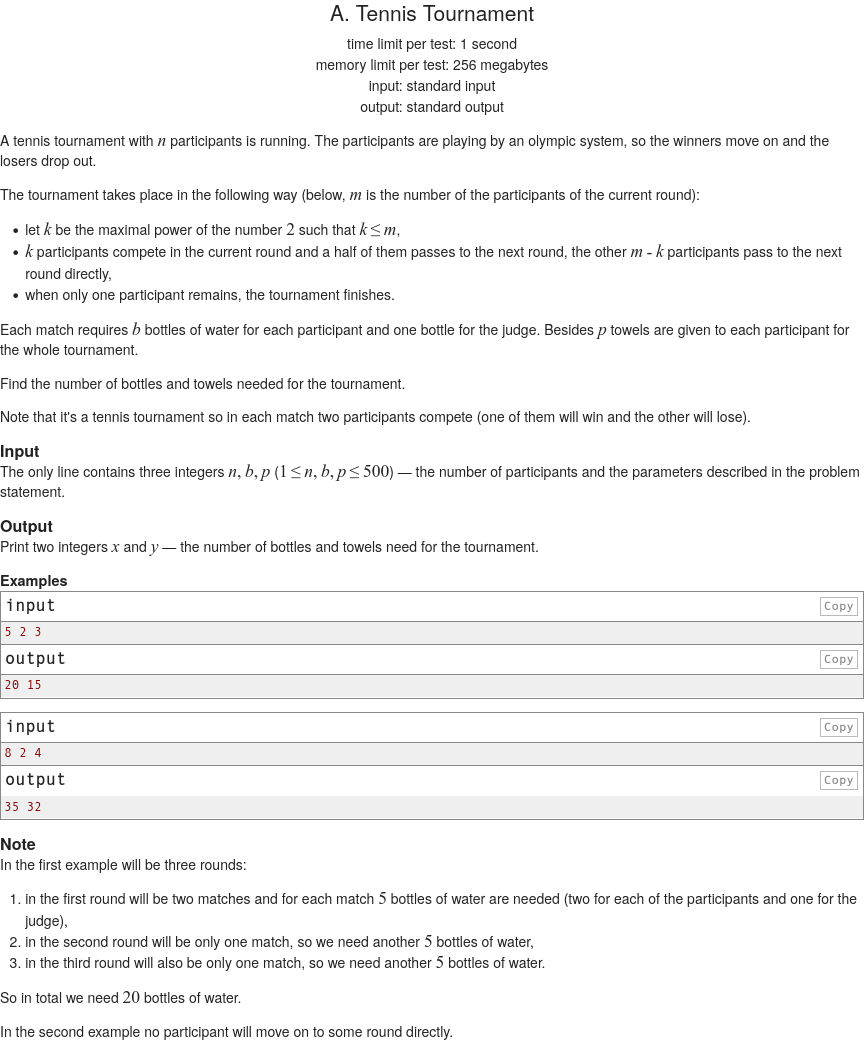 A. Tennis Tournament
time limit per test: 1 second
memory limit per test: 256 megabytes
input: standard input
output: standard output
A tennis tournament with n participants is running. The participants are playing by an olympic system, so the winners move on and the
losers drop out.
The tournament takes place in the following way (below, m is the number of the participants of the current round):
• let k be the maximal power of the number 2 such that k ≤ m,
• k participants compete in the current round and a half of them passes to the next round, the other m - k participants pass to the next
round directly,
• when only one participant remains, the tournament finishes.
Each match requires b bottles of water for each participant and one bottle for the judge. Besides p towels are given to each participant for
the whole tournament.
Find the number of bottles and towels needed for the tournament.
Note that it's a tennis tournament so in each match two participants compete (one of them will win and the other will lose).
Input
The only line contains three integers n, b, p (1 ≤ n, b, p ≤ 500) — the number of participants and the parameters described in the problem
statement.
Output
Print two integers x and y — the number of bottles and towels need for the tournament.
Examples
input Copy
5 2 3
output Copy
20 15
input Copy
8 2 4
output Copy
35 32
Note
In the first example will be three rounds:
1. in the first round will be two matches and for each match 5 bottles of water are needed (two for each of the participants and one for the
judge),
2. in the second round will be only one match, so we need another 5 bottles of water,
3. in the third round will also be only one match, so we need another 5 bottles of water.
So in total we need 20 bottles of water.
In the second example no participant will move on to some round directly.